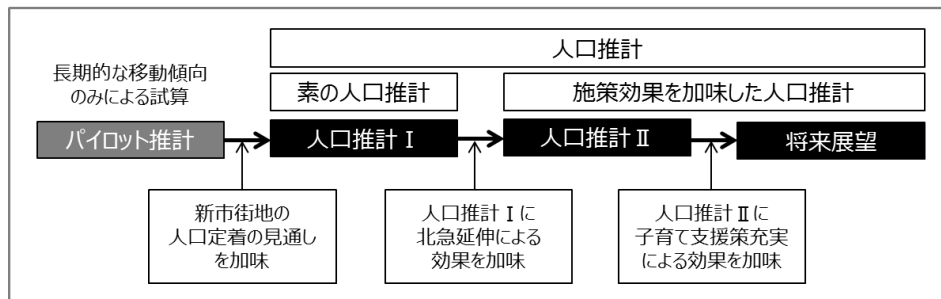 人口推計
長期的な移動傾向
のみによる試算
素の人口推計
施策効果を加味した人口推計
パイロット推計
人口推計Ⅰ
人口推計Ⅱ
将来展望
新市街地の
人口定着の見通し
を加味
人口推計Ⅰに
北急延伸による
効果を加味
人口推計Ⅱに
子育て支援策充実
による効果を加味